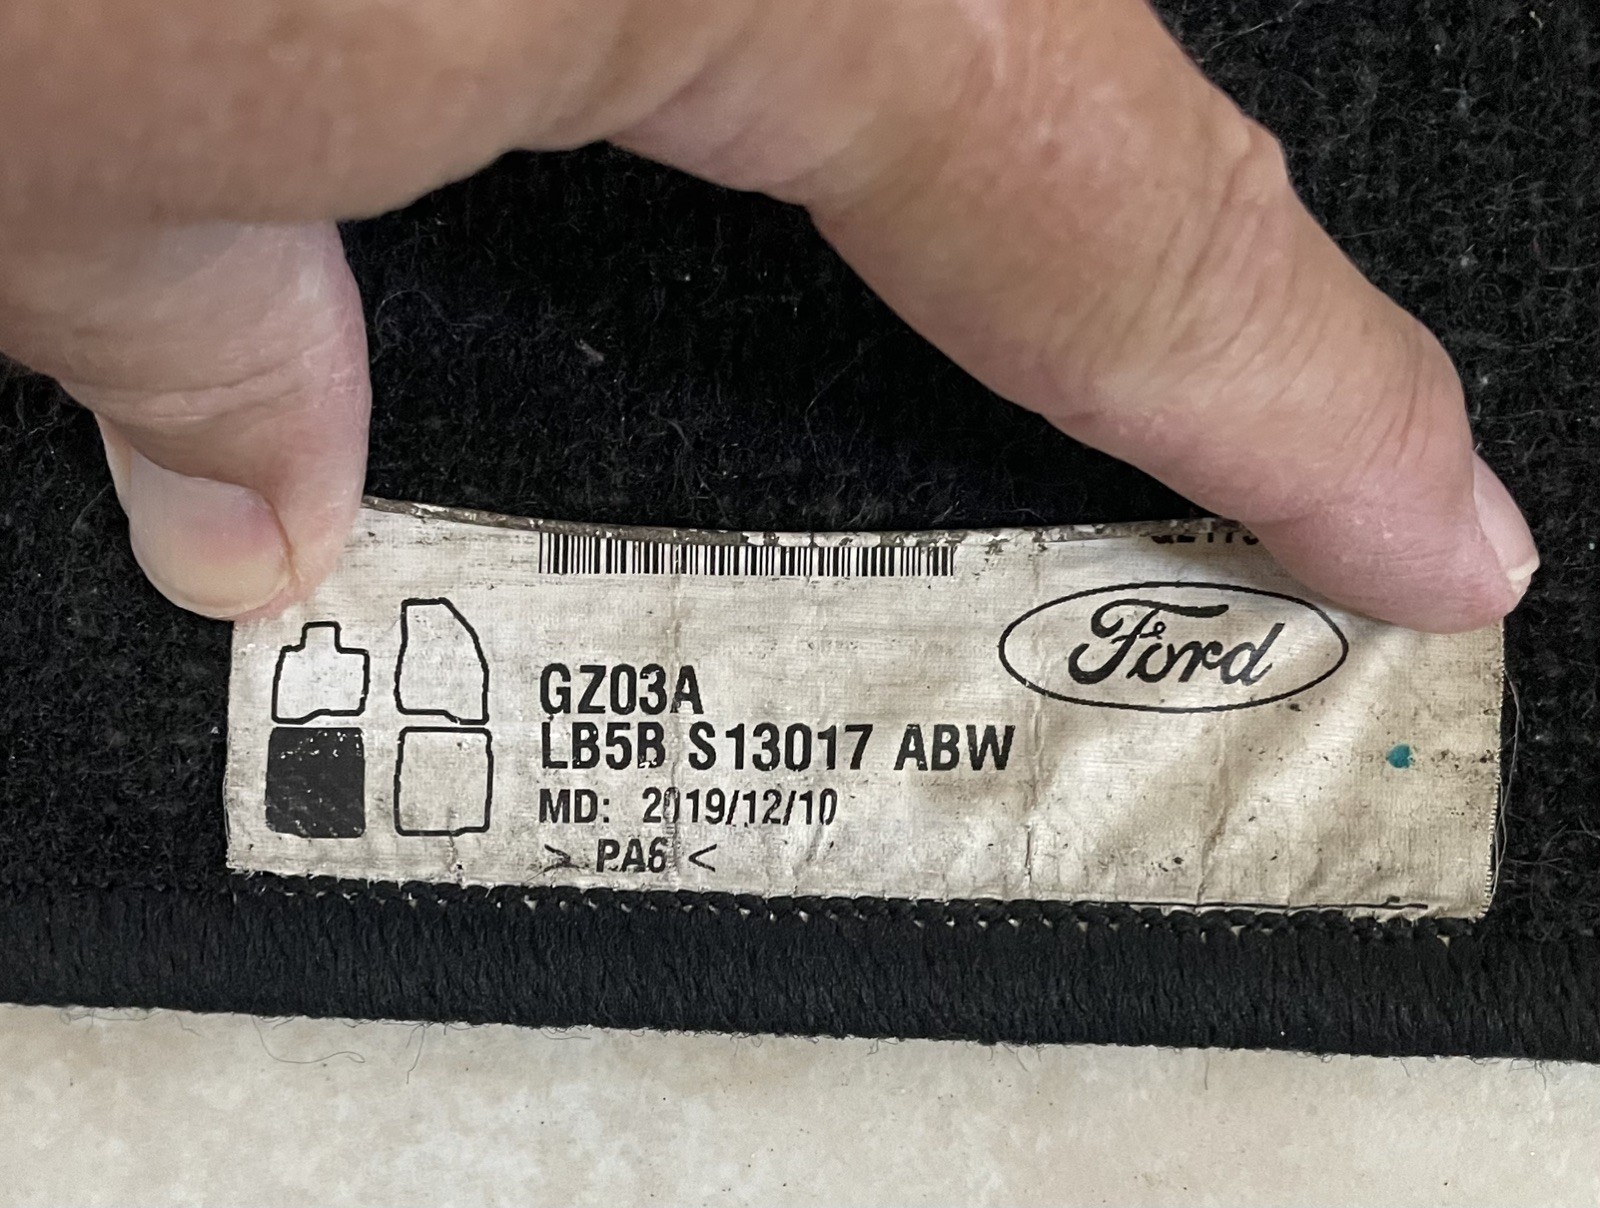 Ford
GZ03A
LB5B S13017 ABW
MD: 2019/12/10
> PA6 <